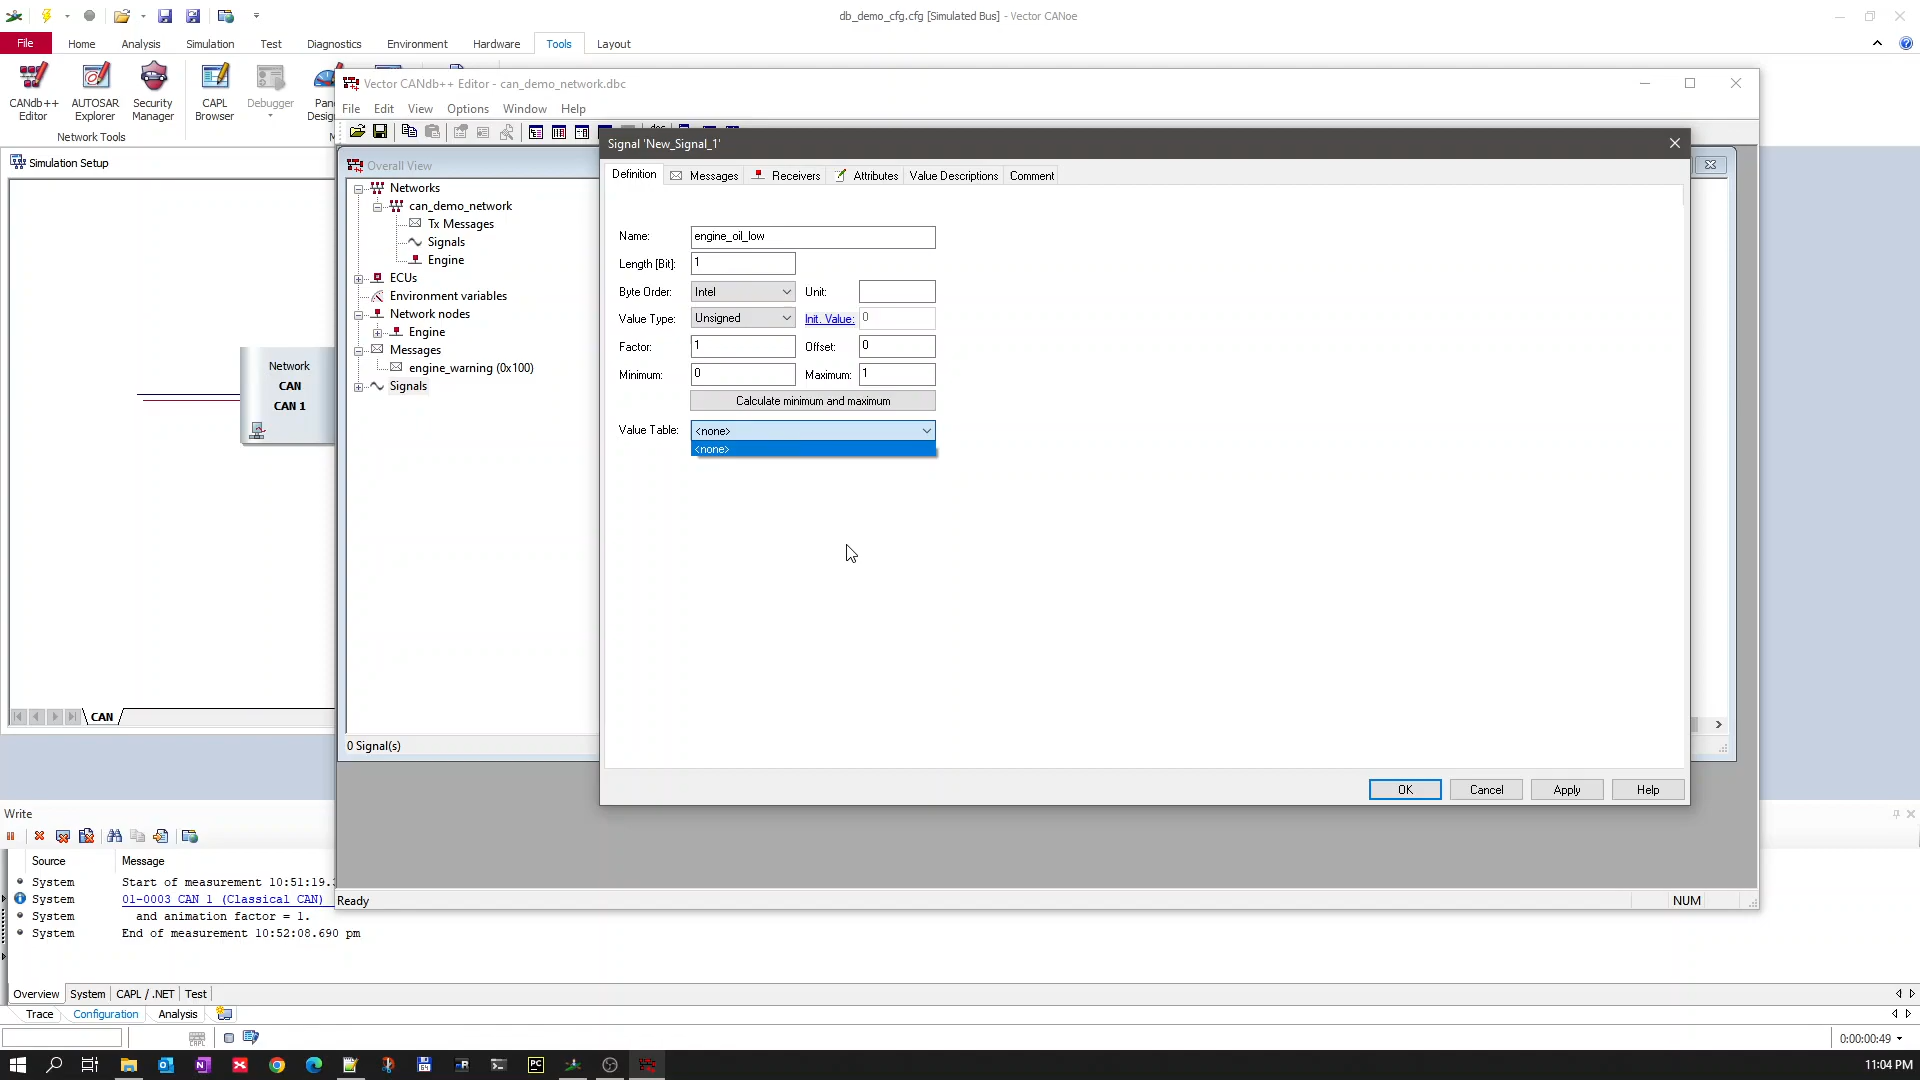 db_demo_cfg.cfg [Simulated Bus] - Vector CANoe
File Home Analysis Simulation Test Diagnostics Environment Hardware Tools Layout
CANdb++ Editor
AUTOSAR Explorer
Security Manager
CAPL Browser
Debugger
Network Tools
Vector CANdb++ Editor - can_demo_network.dbc
File Edit View Options Window Help
Simulation Setup
Network
CAN
CAN 1
CAN
Overall View
Networks
can_demo_network
Tx Messages
Signals
Engine
ECUs
Environment variables
Network nodes
Engine
Messages
engine_warning (0x100)
Signals
0 Signal(s)
Signal 'New_Signal_1'
Definition Messages Receivers Attributes Value Descriptions Comment
Name: engine_oil_low
Length [Bit]: 1
Byte Order: Intel Unit:
Value Type: Unsigned Init. Value: 0
Factor: 1 Offset: 0
Minimum: 0 Maximum: 1
Calculate minimum and maximum
Value Table: <none>
<none>
OK Cancel Apply Help
Ready NUM
Write
Source Message
System Start of measurement 10:51:19.
System 01-0003 CAN 1 (Classical CAN)
System and animation factor = 1.
System End of measurement 10:52:08.690 pm
Overview System CAPL / .NET Test
Trace Configuration Analysis
0:00:00:49
11:04 PM